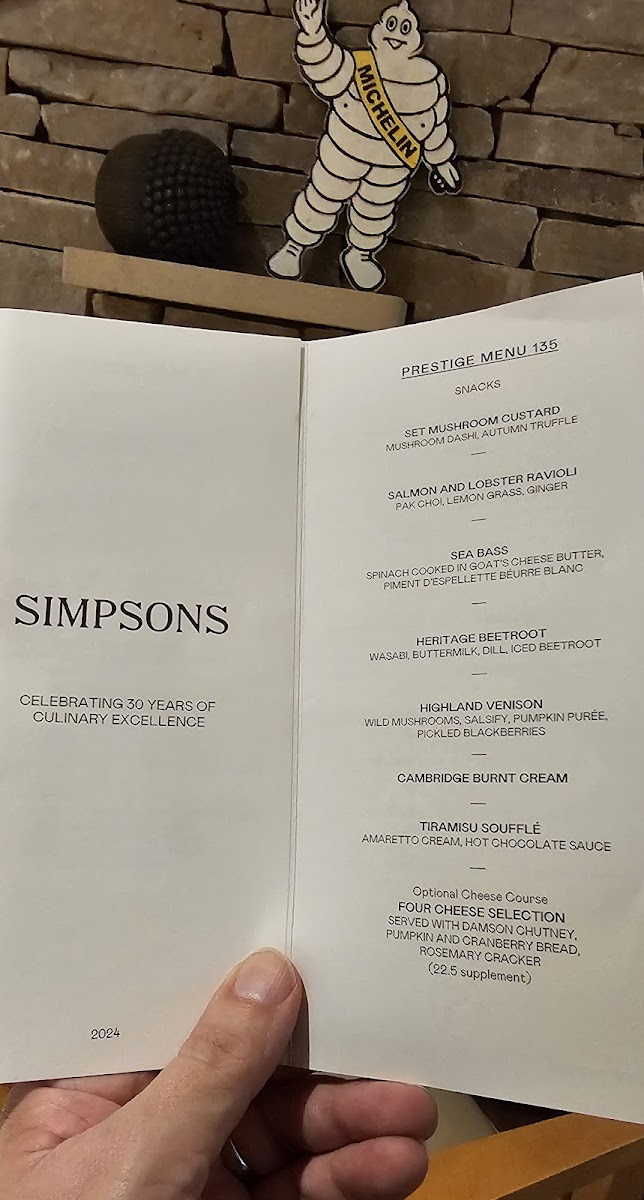 MICHELIN
SIMPSONS
CELEBRATING 30 YEARS OF
CULINARY EXCELLENCE
2024
PRESTIGE MENU 135
SNACKS
SET MUSHROOM CUSTARD
MUSHROOM DASHI, AUTUMN TRUFFLE
SALMON AND LOBSTER RAVIOLI
PAK CHOI, LEMON GRASS, GINGER
SEA BASS
SPINACH COOKED IN GOAT'S CHEESE BUTTER,
PIMENT D'ESPELLETTE BÉURRE BLANC
HERITAGE BEETROOT
WASABI, BUTTERMILK, DILL, ICED BEETROOT
HIGHLAND VENISON
WILD MUSHROOMS, SALSIFY, PUMPKIN PURÉE,
PICKLED BLACKBERRIES
CAMBRIDGE BURNT CREAM
TIRAMISU SOUFFLÉ
AMARETTO CREAM, HOT CHOCOLATE SAUCE
Optional Cheese Course
FOUR CHEESE SELECTION
SERVED WITH DAMSON CHUTNEY,
PUMPKIN AND CRANBERRY BREAD,
ROSEMARY CRACKER
(22.5 supplement)